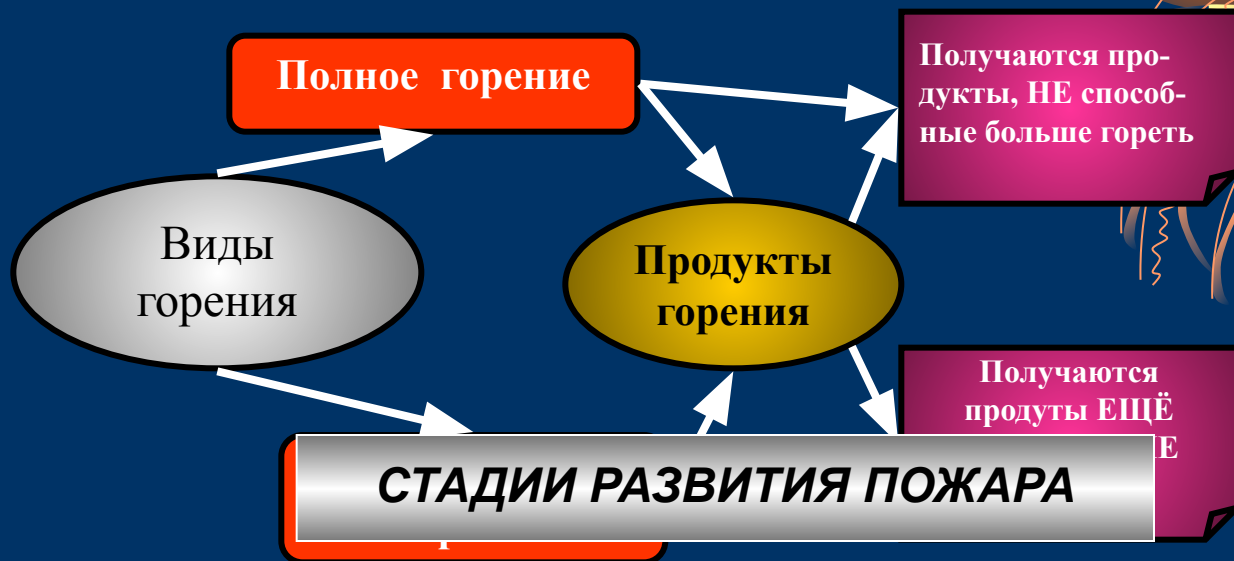 Полное горение
Получаются про-
дукты, НЕ способ-
ные больше гореть
Виды
горения
Продукты
горения
Получаются
продуты ЕЩЁ
СТАДИИ РАЗВИТИЯ ПОЖАРА